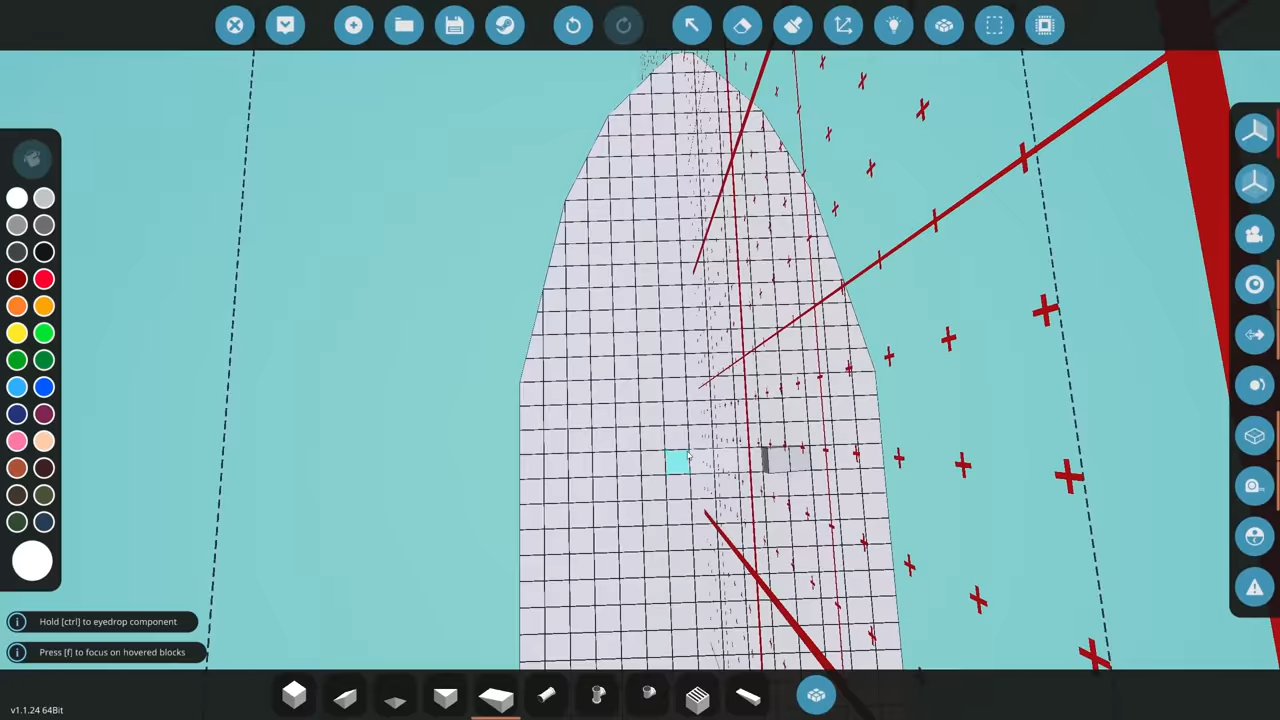 Hold [ctrl] to eyedrop component
Press [f] to focus on hovered blocks
v1.1.24 64Bit